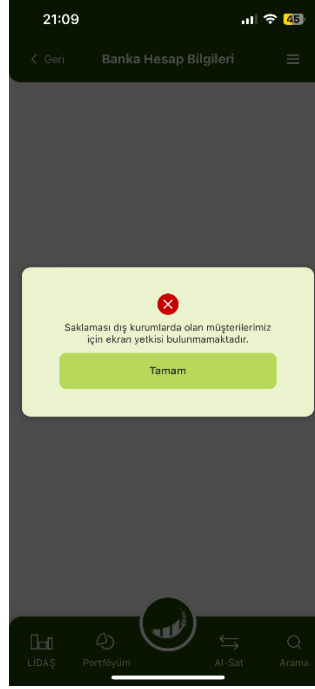 21:09
45
Geri
Banka Hesap Bilgileri
Saklaması dış kurumlarda olan müşterilerimiz
için ekran yetkisi bulunmamaktadır.
Tamam
LİDAŞ
Portföyüm
Al-Sat
Arama